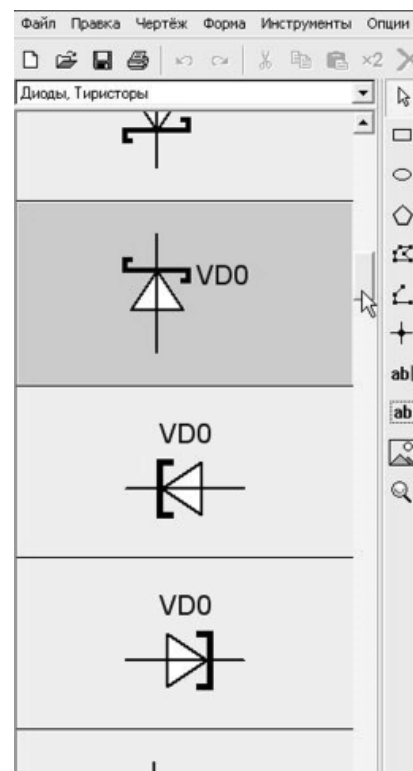 Файл Правка Чертёж Форма Инструменты Опции
×2
Диоды, Тиристоры
VD0
ab|
ab
VD0
VD0